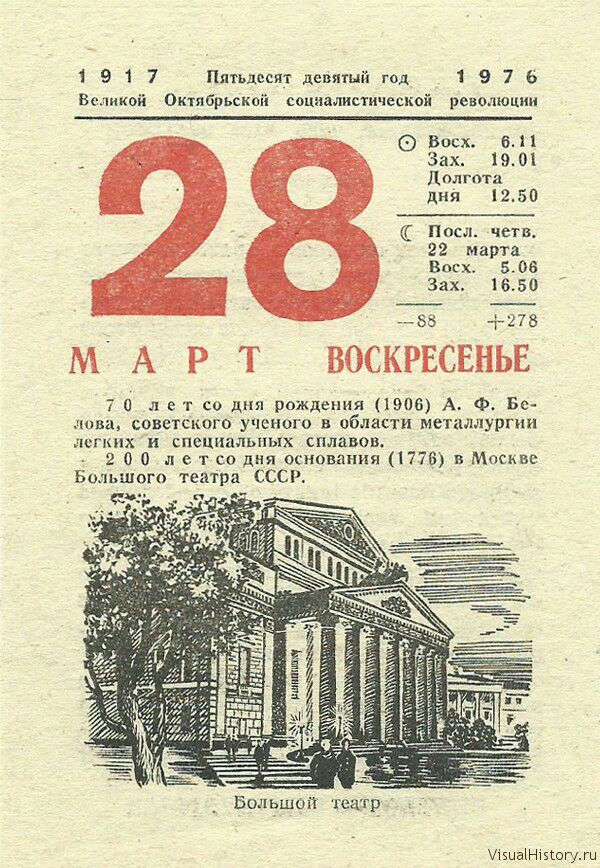 1917 Пятьдесят девятый год 1976
Великой Октябрьской социалистической революции
28
Восх. 6.11
Зах. 19.01
Долгота
дня 12.50
Посл. четв.
22 марта
Восх. 5.06
Зах. 16.50
—88 +278
МАРТ ВОСКРЕСЕНЬЕ
70 лет со дня рождения (1906) А. Ф. Бе-
лова, советского ученого в области металлургии
легких и специальных сплавов.
200 лет со дня основания (1776) в Москве
Большого театра СССР.
Большой театр
VisualHistory.ru